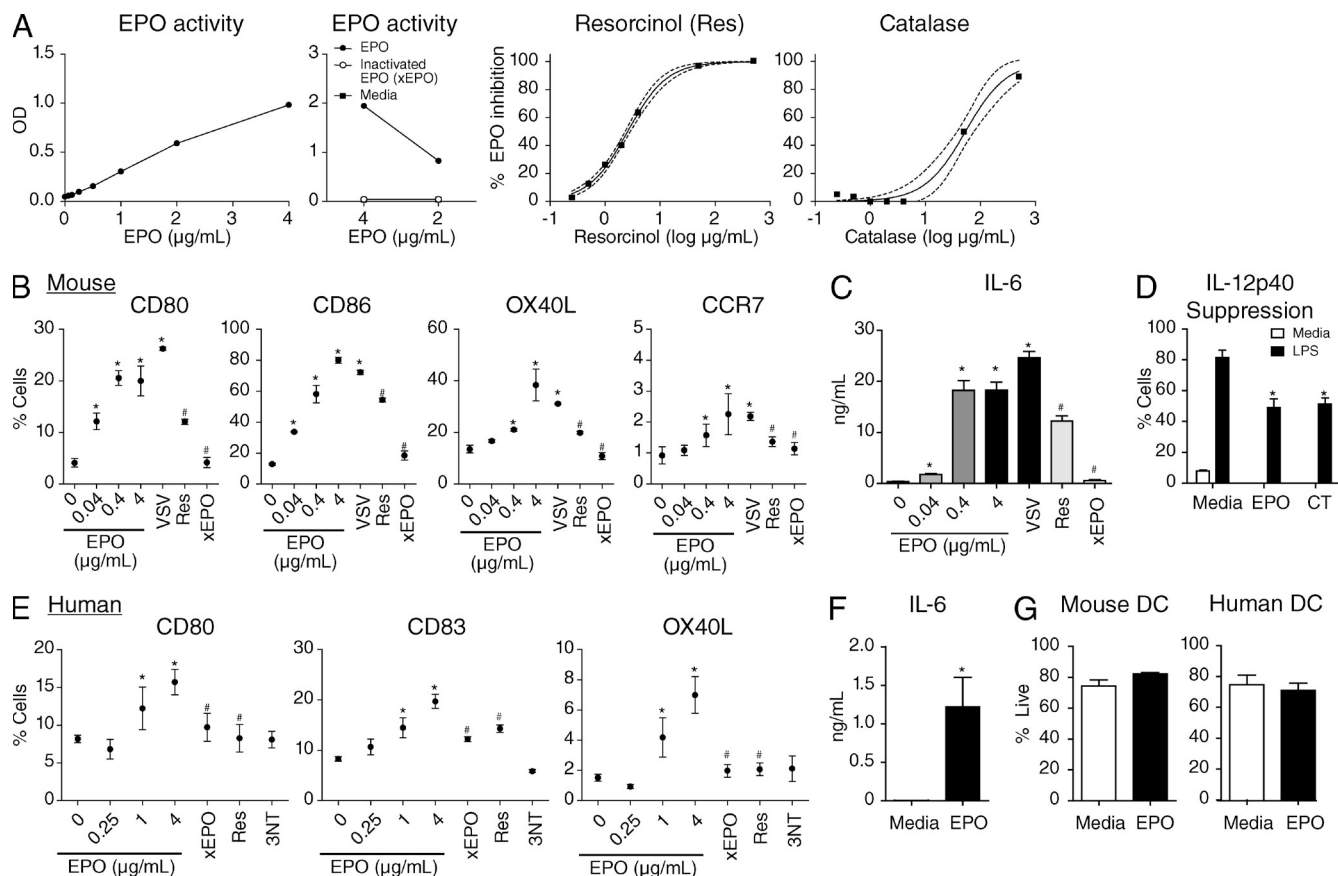 A
EPO activity
1.5
1.0
0.5
0.0
OD
0 1 2 3 4
EPO (µg/mL)
EPO activity
3
2
1
0
EPO
Inactivated
EPO (xEPO)
Media
4 2
EPO (µg/mL)
Resorcinol (Res)
100
80
60
40
20
0
% EPO inhibition
-1 0 1 2 3
Resorcinol (log µg/mL)
Catalase
100
80
60
40
20
0
-1 0 1 2 3
Catalase (log µg/mL)
B Mouse
CD80
30
20
10
0
% Cells
* * * * # #
0 0.04 0.4 4 VSV Res xEPO
EPO
(µg/mL)
CD86
100
80
60
40
20
0
* * * * # #
0 0.04 0.4 4 VSV Res xEPO
EPO
(µg/mL)
OX40L
60
40
20
0
* * * # #
0 0.04 0.4 4 VSV Res xEPO
EPO
(µg/mL)
CCR7
5
4
3
2
1
0
* * * # #
0 0.04 0.4 4 VSV Res xEPO
EPO
(µg/mL)
C
IL-6
30
20
10
0
ng/mL
* * * * # #
0 0.04 0.4 4 VSV Res xEPO
EPO (µg/mL)
D
IL-12p40
Suppression
80
60
40
20
0
% Cells
Media
LPS
* *
Media EPO CT
E Human
CD80
20
15
10
5
0
% Cells
* * # #
0 0.25 1 4 xEPO Res 3NT
EPO (µg/mL)
CD83
30
20
10
0
* * # #
0 0.25 1 4 xEPO Res 3NT
EPO (µg/mL)
OX40L
8
6
4
2
0
* * # #
0 0.25 1 4 xEPO Res 3NT
EPO (µg/mL)
F
IL-6
2.0
1.5
1.0
0.5
0
ng/mL
*
Media EPO
G
Mouse DC
100
80
60
40
80
0
% Live
Media EPO
Human DC
100
80
60
40
20
0
Media EPO